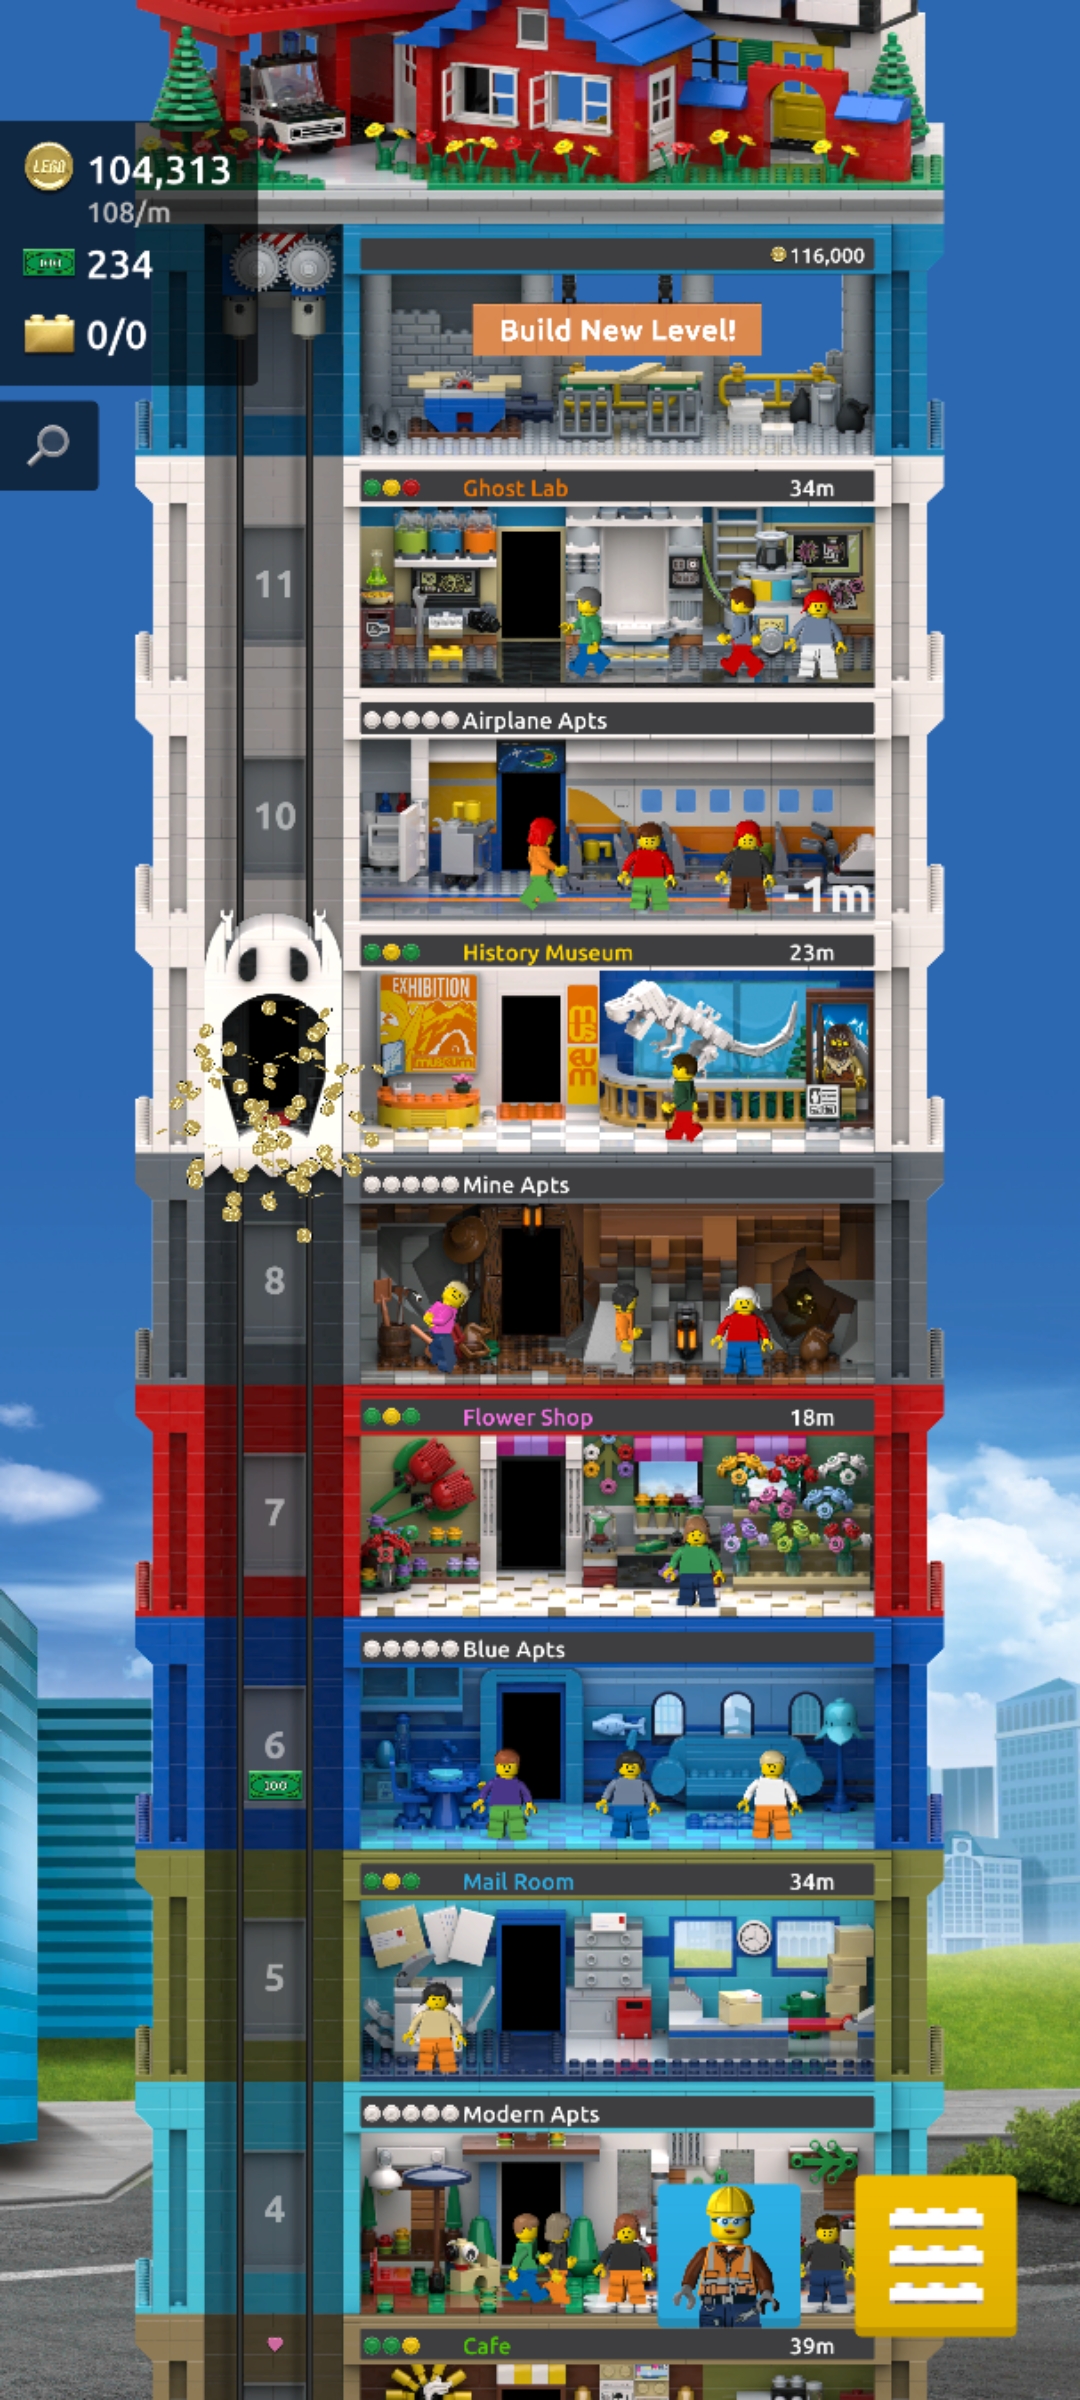 LEGO 104,313
108/m
100 234
0/0
116,000
Build New Level!
Ghost Lab 34m
11
Airplane Apts
10
-1m
History Museum 23m
EXHIBITION
museum
MUSEUM
Mine Apts
8
Flower Shop 18m
7
Blue Apts
6
100
Mail Room 34m
5
Modern Apts
4
Cafe 39m